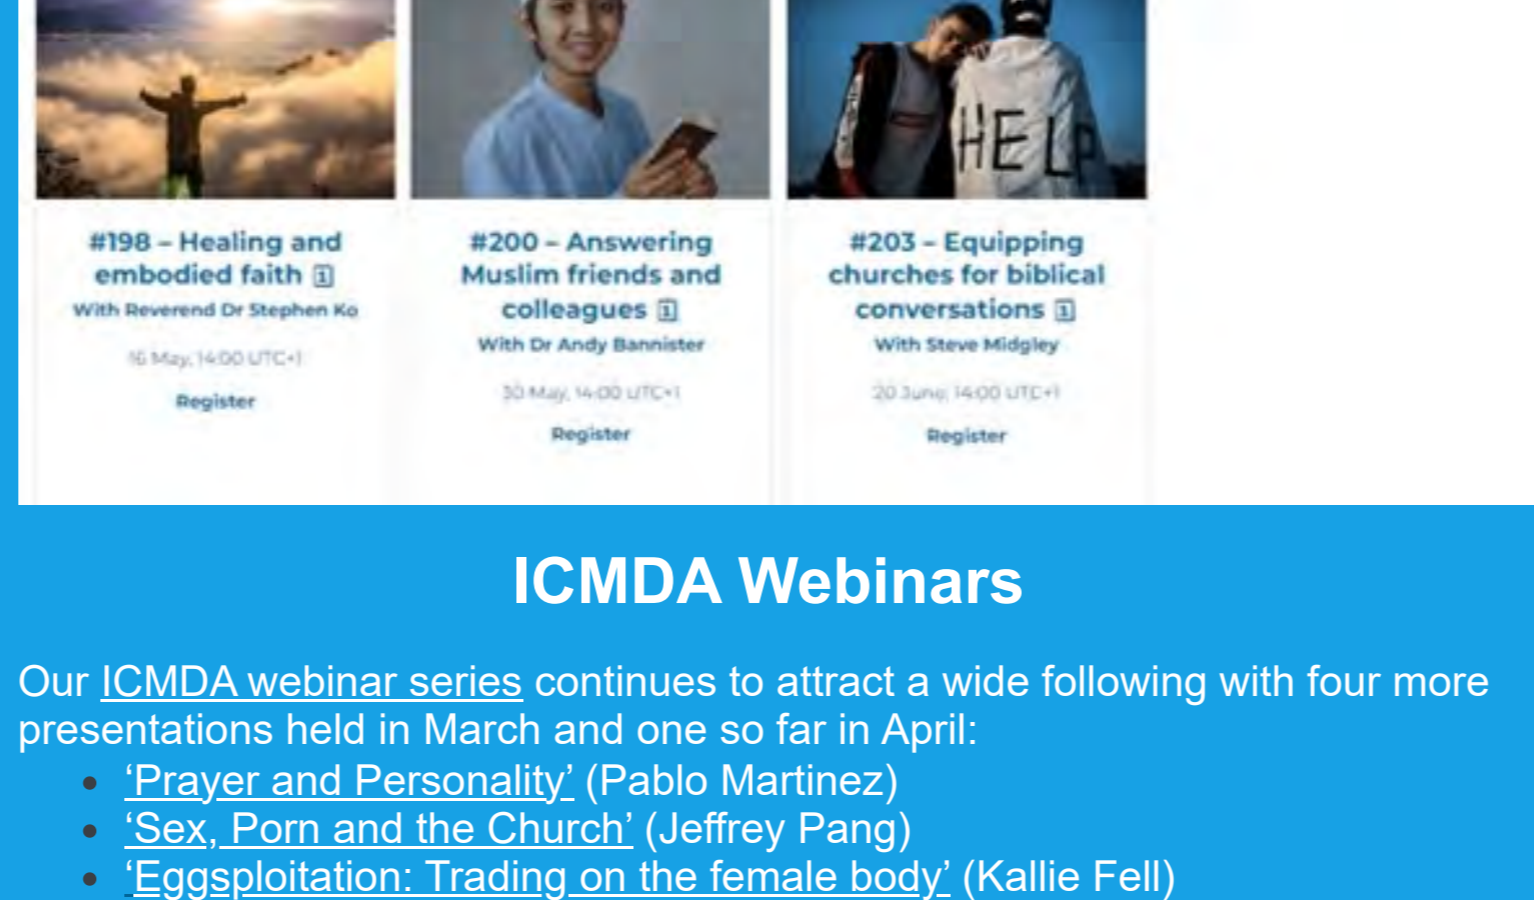 HELP
#198 – Healing and
embodied faith 1
With Reverend Dr Stephen Ko
16 May, 14:00 UTC+1
Register
#200 – Answering
Muslim friends and
colleagues 1
With Dr Andy Bannister
30 May, 14:00 UTC+1
Register
#203 – Equipping
churches for biblical
conversations 1
With Steve Midgley
20 June, 14:00 UTC+1
Register
ICMDA Webinars
Our ICMDA webinar series continues to attract a wide following with four more
presentations held in March and one so far in April:
• ‘Prayer and Personality’ (Pablo Martinez)
• ‘Sex, Porn and the Church’ (Jeffrey Pang)
• ‘Eggsploitation: Trading on the female body’ (Kallie Fell)